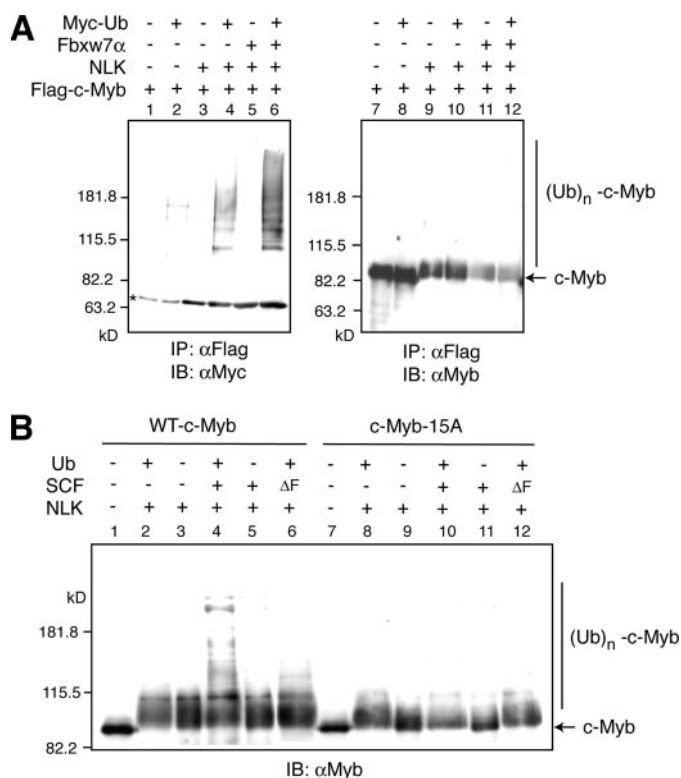 A
Myc-Ub - + - + - + - + - + - +
Fbxw7α - - - - + + - - - - + +
NLK - - + + + + - - + + + +
Flag-c-Myb + + + + + + + + + + + +
1 2 3 4 5 6 7 8 9 10 11 12
181.8
115.5
82.2
63.2
kD
*
IP: αFlag
IB: αMyc
181.8
115.5
82.2
63.2
kD
IP: αFlag
IB: αMyb
(Ub)n -c-Myb
c-Myb
B
WT-c-Myb c-Myb-15A
Ub - + - + - + - + - + - +
SCF - - - + + ΔF - - - + + ΔF
NLK - + + + + + - + + + + +
1 2 3 4 5 6 7 8 9 10 11 12
kD
181.8
115.5
82.2
(Ub)n -c-Myb
c-Myb
IB: αMyb